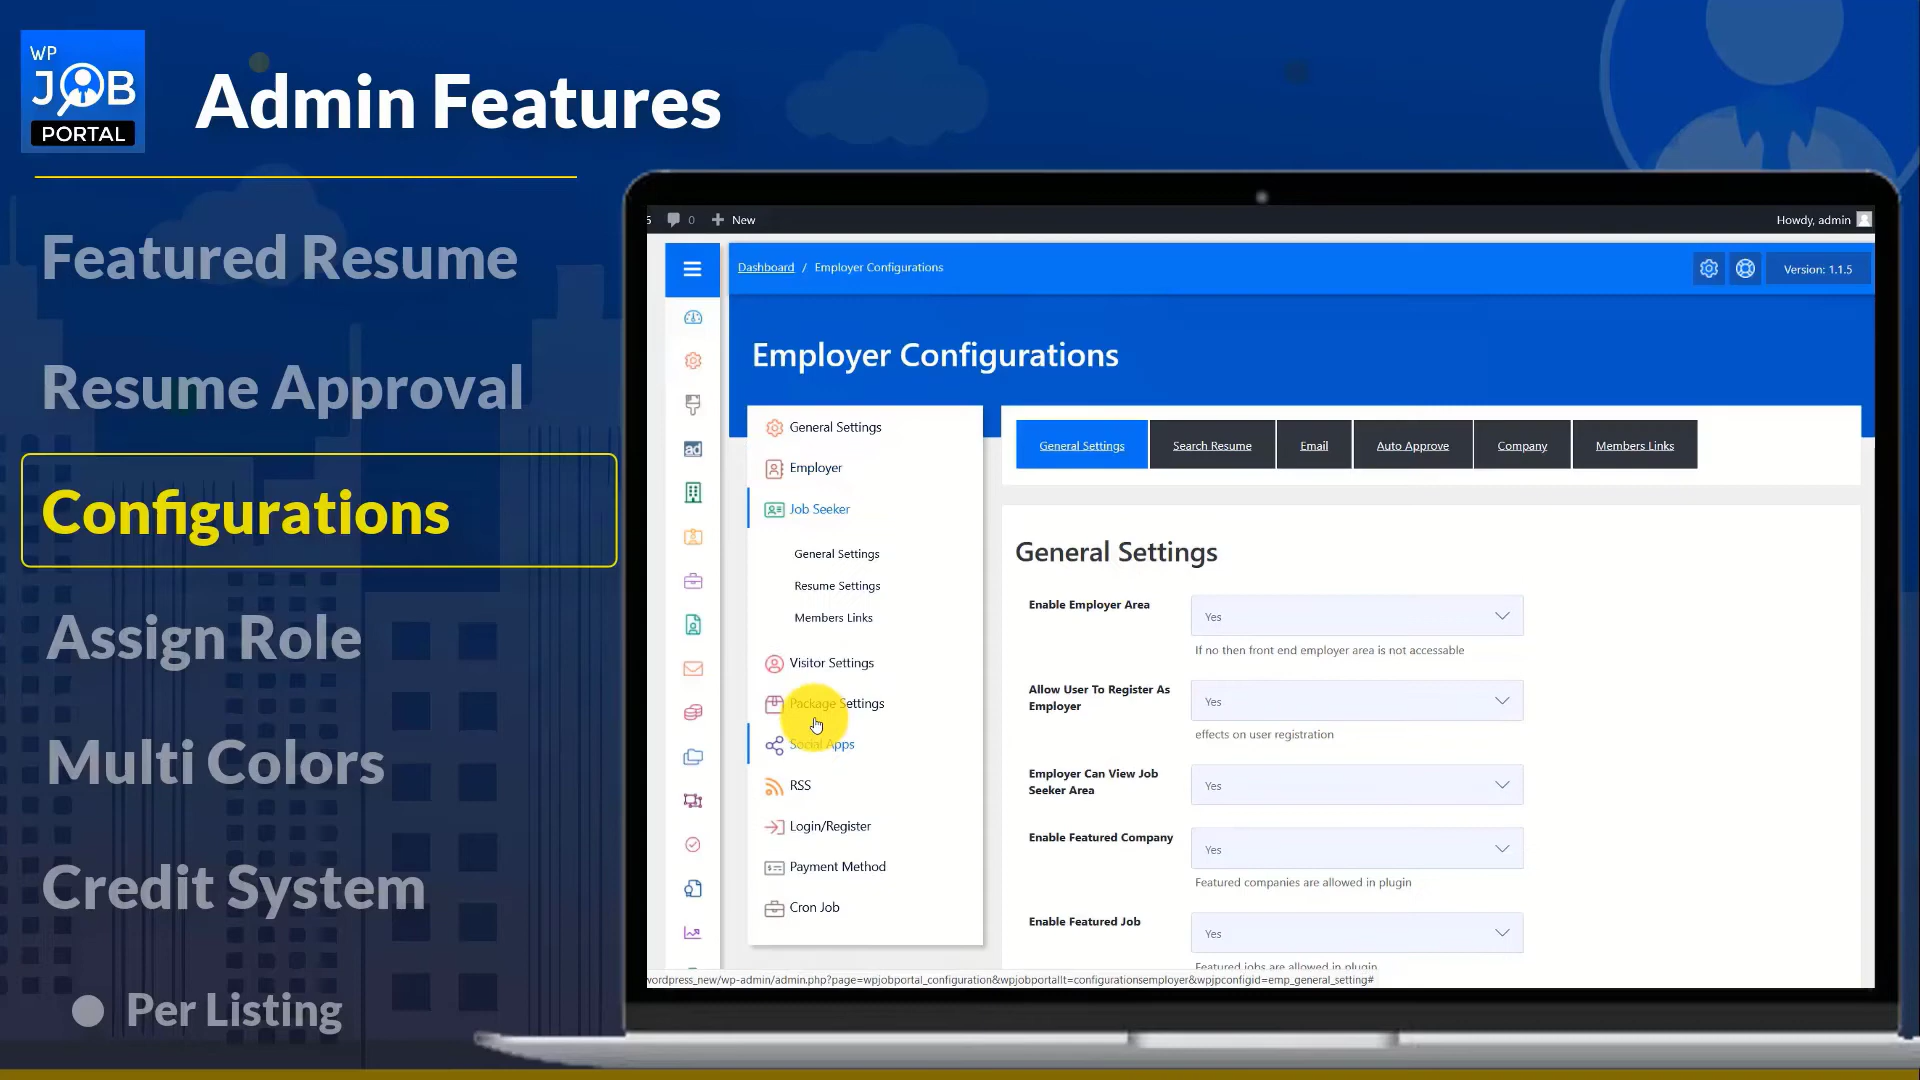 WP
JOB
PORTAL
Admin Features
Featured Resume
Resume Approval
Configurations
Assign Role
Multi Colors
Credit System
Per Listing
5 0 New
Howdy, admin
Dashboard / Employer Configurations
Version: 1.1.5
Employer Configurations
General Settings
Employer
Job Seeker
General Settings
Resume Settings
Members Links
Visitor Settings
Package Settings
Social Apps
RSS
Login/Register
Payment Method
Cron Job
ad
General Settings
Search Resume
Email
Auto Approve
Company
Members Links
General Settings
Enable Employer Area
Yes
If no then front end employer area is not accessable
Allow User To Register As
Employer
Yes
effects on user registration
Employer Can View Job
Seeker Area
Yes
Enable Featured Company
Yes
Featured companies are allowed in plugin
Enable Featured Job
Yes
Featured jobs are allowed in plugin
wordpress_new/wp-admin/admin.php?page=wpjobportal_configuration&wpjobportallt=configurationsemployer&wpjpconfigid=emp_general_setting#